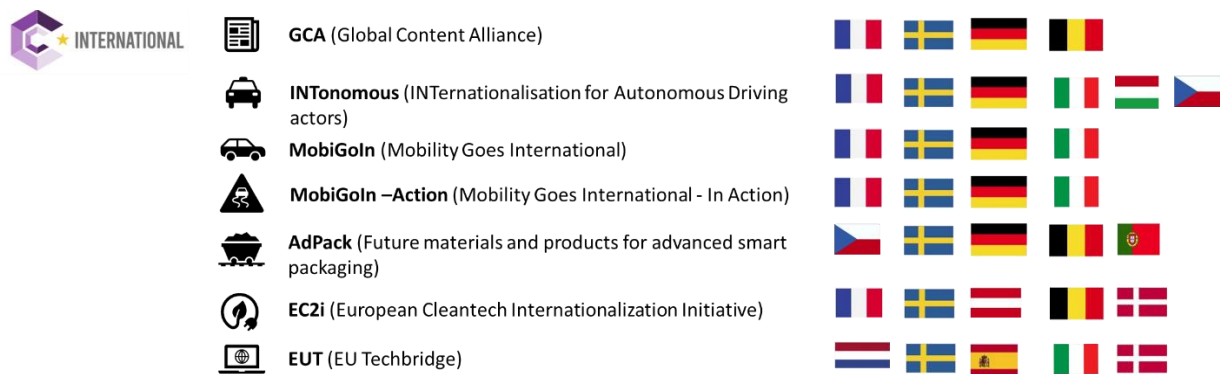 INTERNATIONAL
GCA (Global Content Alliance)
INTonomous (INTernationalisation for Autonomous Driving
actors)
MobiGoIn (Mobility Goes International)
MobiGoIn –Action (Mobility Goes International - In Action)
AdPack (Future materials and products for advanced smart
packaging)
EC2i (European Cleantech Internationalization Initiative)
EUT (EU Techbridge)